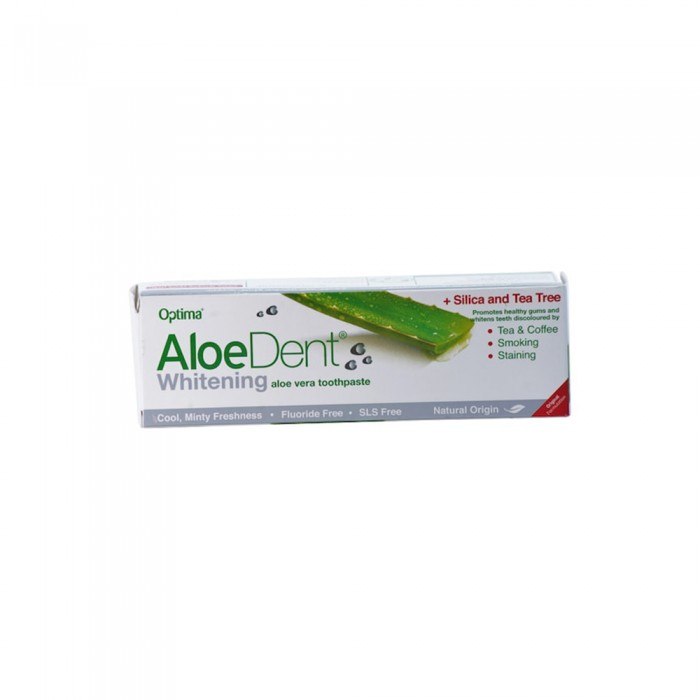 Optima®
AloeDent®
Whitening aloe vera toothpaste
+ Silica and Tea Tree
Promotes healthy gums and
whitens teeth discoloured by
• Tea & Coffee
• Smoking
• Staining
Cool, Minty Freshness • Fluoride Free • SLS Free
Natural Origin
Original